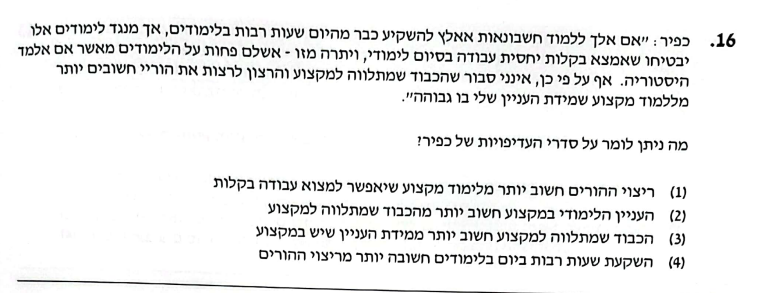 16. כפיר: "אם אלך ללמוד חשבונאות אאלץ להשקיע כבר מהיום שעות רבות בלימודים, אך מנגד לימודים אלו
יבטיחו שאמצא בקלות יחסית עבודה בסיום לימודי, ויתרה מזו - אשלם פחות על הלימודים מאשר אם אלמד
היסטוריה. אף על פי כן, אינני סבור שהכבוד שמתלווה למקצוע והרצון לרצות את הוריי חשובים יותר
מללמוד מקצוע שמידת העניין שלי בו גבוהה".
מה ניתן לומר על סדרי העדיפויות של כפיר?
(1) ריצוי ההורים חשוב יותר מלימוד מקצוע שיאפשר למצוא עבודה בקלות
(2) העניין הלימודי במקצוע חשוב יותר מהכבוד שמתלווה למקצוע
(3) הכבוד שמתלווה למקצוע חשוב יותר ממידת העניין שיש במקצוע
(4) השקעת שעות רבות ביום בלימודים חשובה יותר מריצוי ההורים